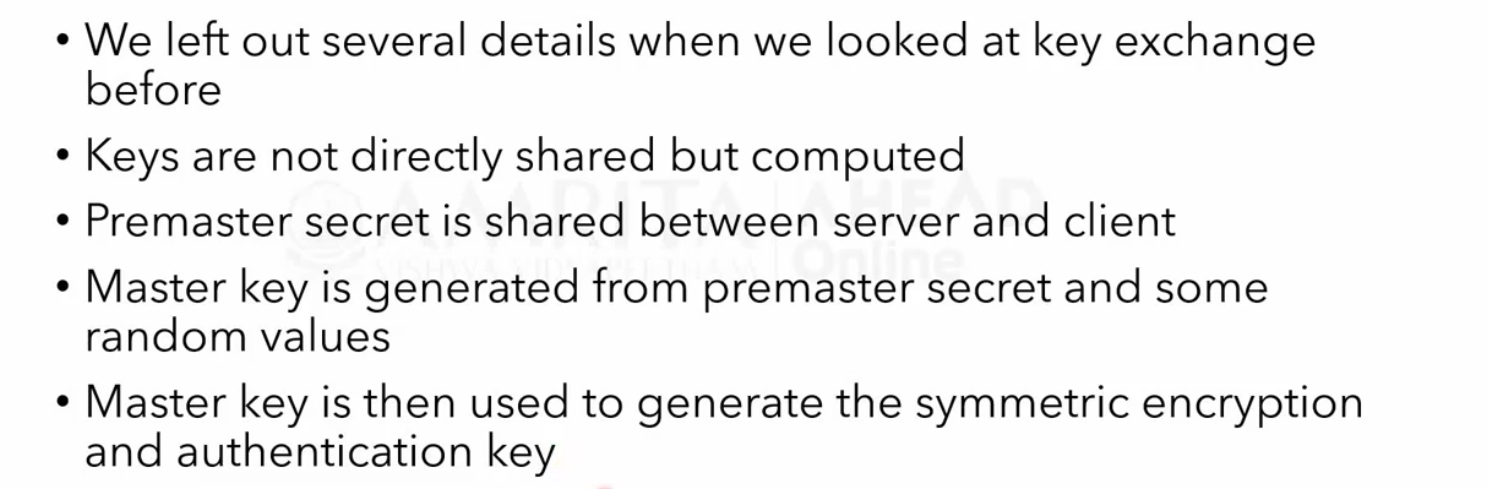 • We left out several details when we looked at key exchange
before
• Keys are not directly shared but computed
• Premaster secret is shared between server and client
• Master key is generated from premaster secret and some
random values
• Master key is then used to generate the symmetric encryption
and authentication key
AMRITA AHEAD
VISHWA VIDYAPEETHAM Online